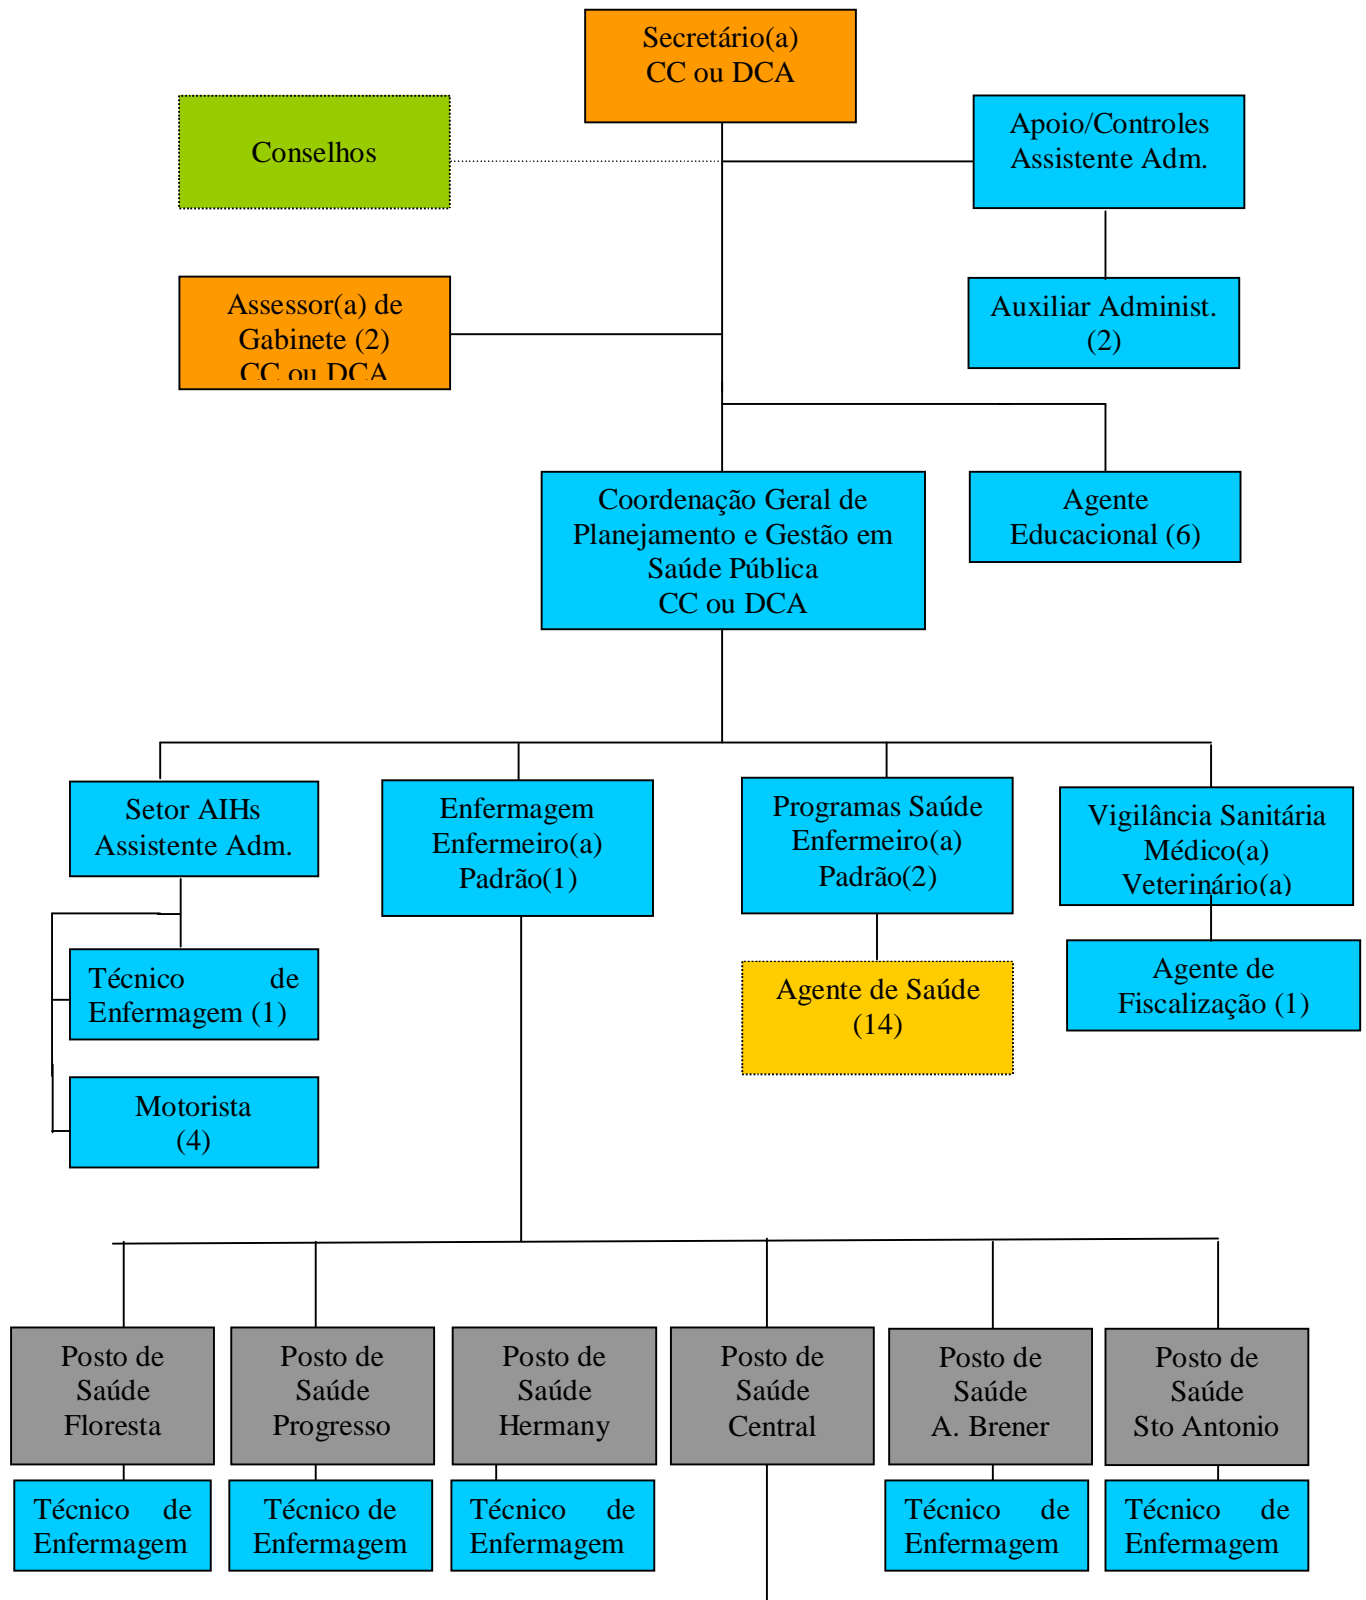 Secretário(a)
CC ou DCA
Conselhos
Apoio/Controles
Assistente Adm.
Assessor(a) de
Gabinete (2)
CC ou DCA
Auxiliar Administ.
(2)
Coordenação Geral de
Planejamento e Gestão em
Saúde Pública
CC ou DCA
Agente
Educacional (6)
Setor AIHs
Assistente Adm.
Enfermagem
Enfermeiro(a)
Padrão(1)
Programas Saúde
Enfermeiro(a)
Padrão(2)
Vigilância Sanitária
Médico(a)
Veterinário(a)
Técnico de
Enfermagem (1)
Agente de Saúde
(14)
Agente de
Fiscalização (1)
Motorista
(4)
Posto de
Saúde
Floresta
Posto de
Saúde
Progresso
Posto de
Saúde
Hermany
Posto de
Saúde
Central
Posto de
Saúde
A. Brener
Posto de
Saúde
Sto Antonio
Técnico de
Enfermagem
Técnico de
Enfermagem
Técnico de
Enfermagem
Técnico de
Enfermagem
Técnico de
Enfermagem